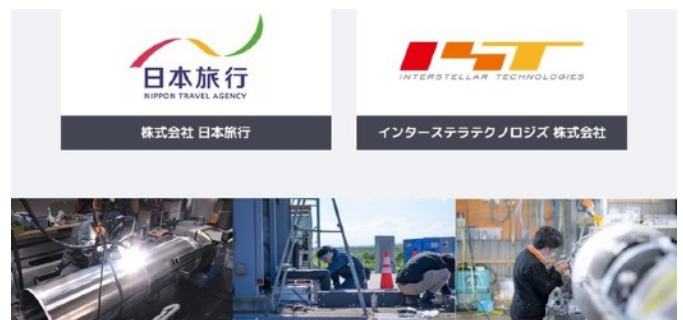 日本旅行
NIPPON TRAVEL AGENCY
株式会社 日本旅行
IST
INTERSTELLAR TECHNOLOGIES
インターステラテクノロジズ 株式会社